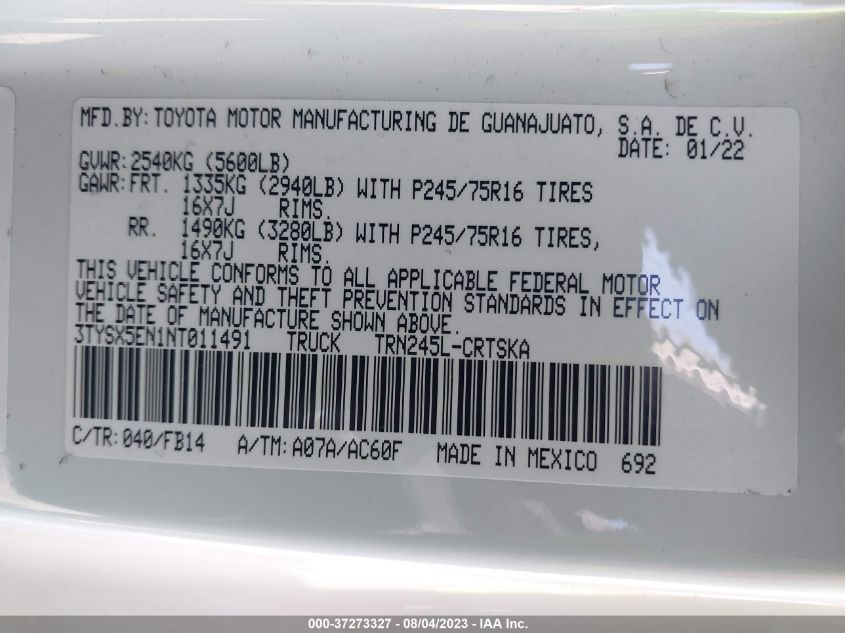 MFD.BY:TOYOTA MOTOR MANUFACTURING DE GUANAJUATO, S.A. DE C.V.
DATE: 01/22
GVWR:2540KG (5600LB)
GAWR:FRT. 1335KG (2940LB) WITH P245/75R16 TIRES
16X7J RIMS.
RR. 1490KG (3280LB) WITH P245/75R16 TIRES,
16X7J RIMS.
THIS VEHICLE CONFORMS TO ALL APPLICABLE FEDERAL MOTOR
VEHICLE SAFETY AND THEFT PREVENTION STANDARDS IN EFFECT ON
THE DATE OF MANUFACTURE SHOWN ABOVE.
3TYSX5EN1NT011491 TRUCK TRN245L-CRTSKA
C/TR:040/FB14 A/TM:A07A/AC60F MADE IN MEXICO 692
000-37273327 - 08/04/2023 - IAA Inc.